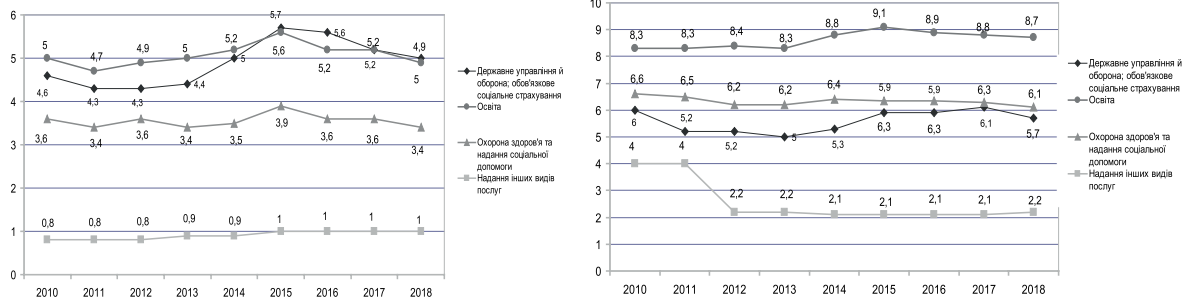 6
5
4
3
2
1
0
5,7
5 4,7 4,9 5 5,2 5,6 5,2 4,9
4,6 4,3 4,3 4,4 5 5,6 5,2 5,2 5
3,6 3,4 3,6 3,4 3,5 3,9 3,6 3,6 3,4
0,8 0,8 0,8 0,9 0,9 1 1 1 1
2010 2011 2012 2013 2014 2015 2016 2017 2018
Державне управління й
оборона; обов'язкове
соціальне страхування
Освіта
Охорона здоров'я та
надання соціальної
допомоги
Надання інших видів
послуг
10
9
8
7
6
5
4
3
2
1
0
8,3 8,3 8,4 8,3 8,8 9,1 8,9 8,8 8,7
6,6 6,5 6,2 6,2 6,4 5,9 5,9 6,3 6,1
6 5,2 5,2 5 5,3 6,3 6,3 6,1 5,7
4 4 2,2 2,2 2,1 2,1 2,1 2,1 2,2
2010 2011 2012 2013 2014 2015 2016 2017 2018
Державне управління й
оборона; обов'язкове
соціальне страхування
Освіта
Охорона здоров'я та
надання соціальної
допомоги
Надання інших видів
послуг